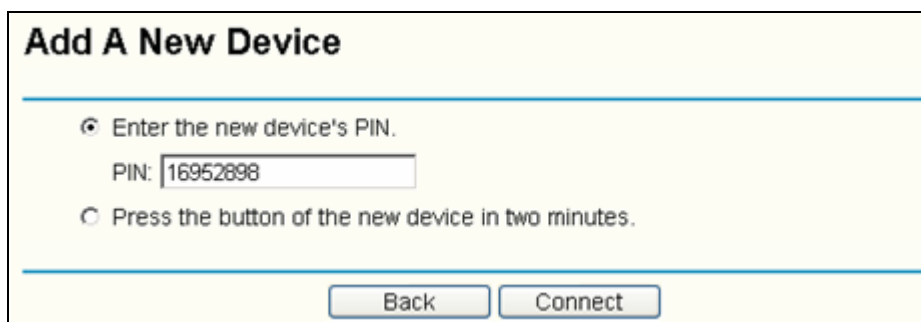 Add A New Device
Enter the new device's PIN.
PIN: 16952898
Press the button of the new device in two minutes.
Back Connect